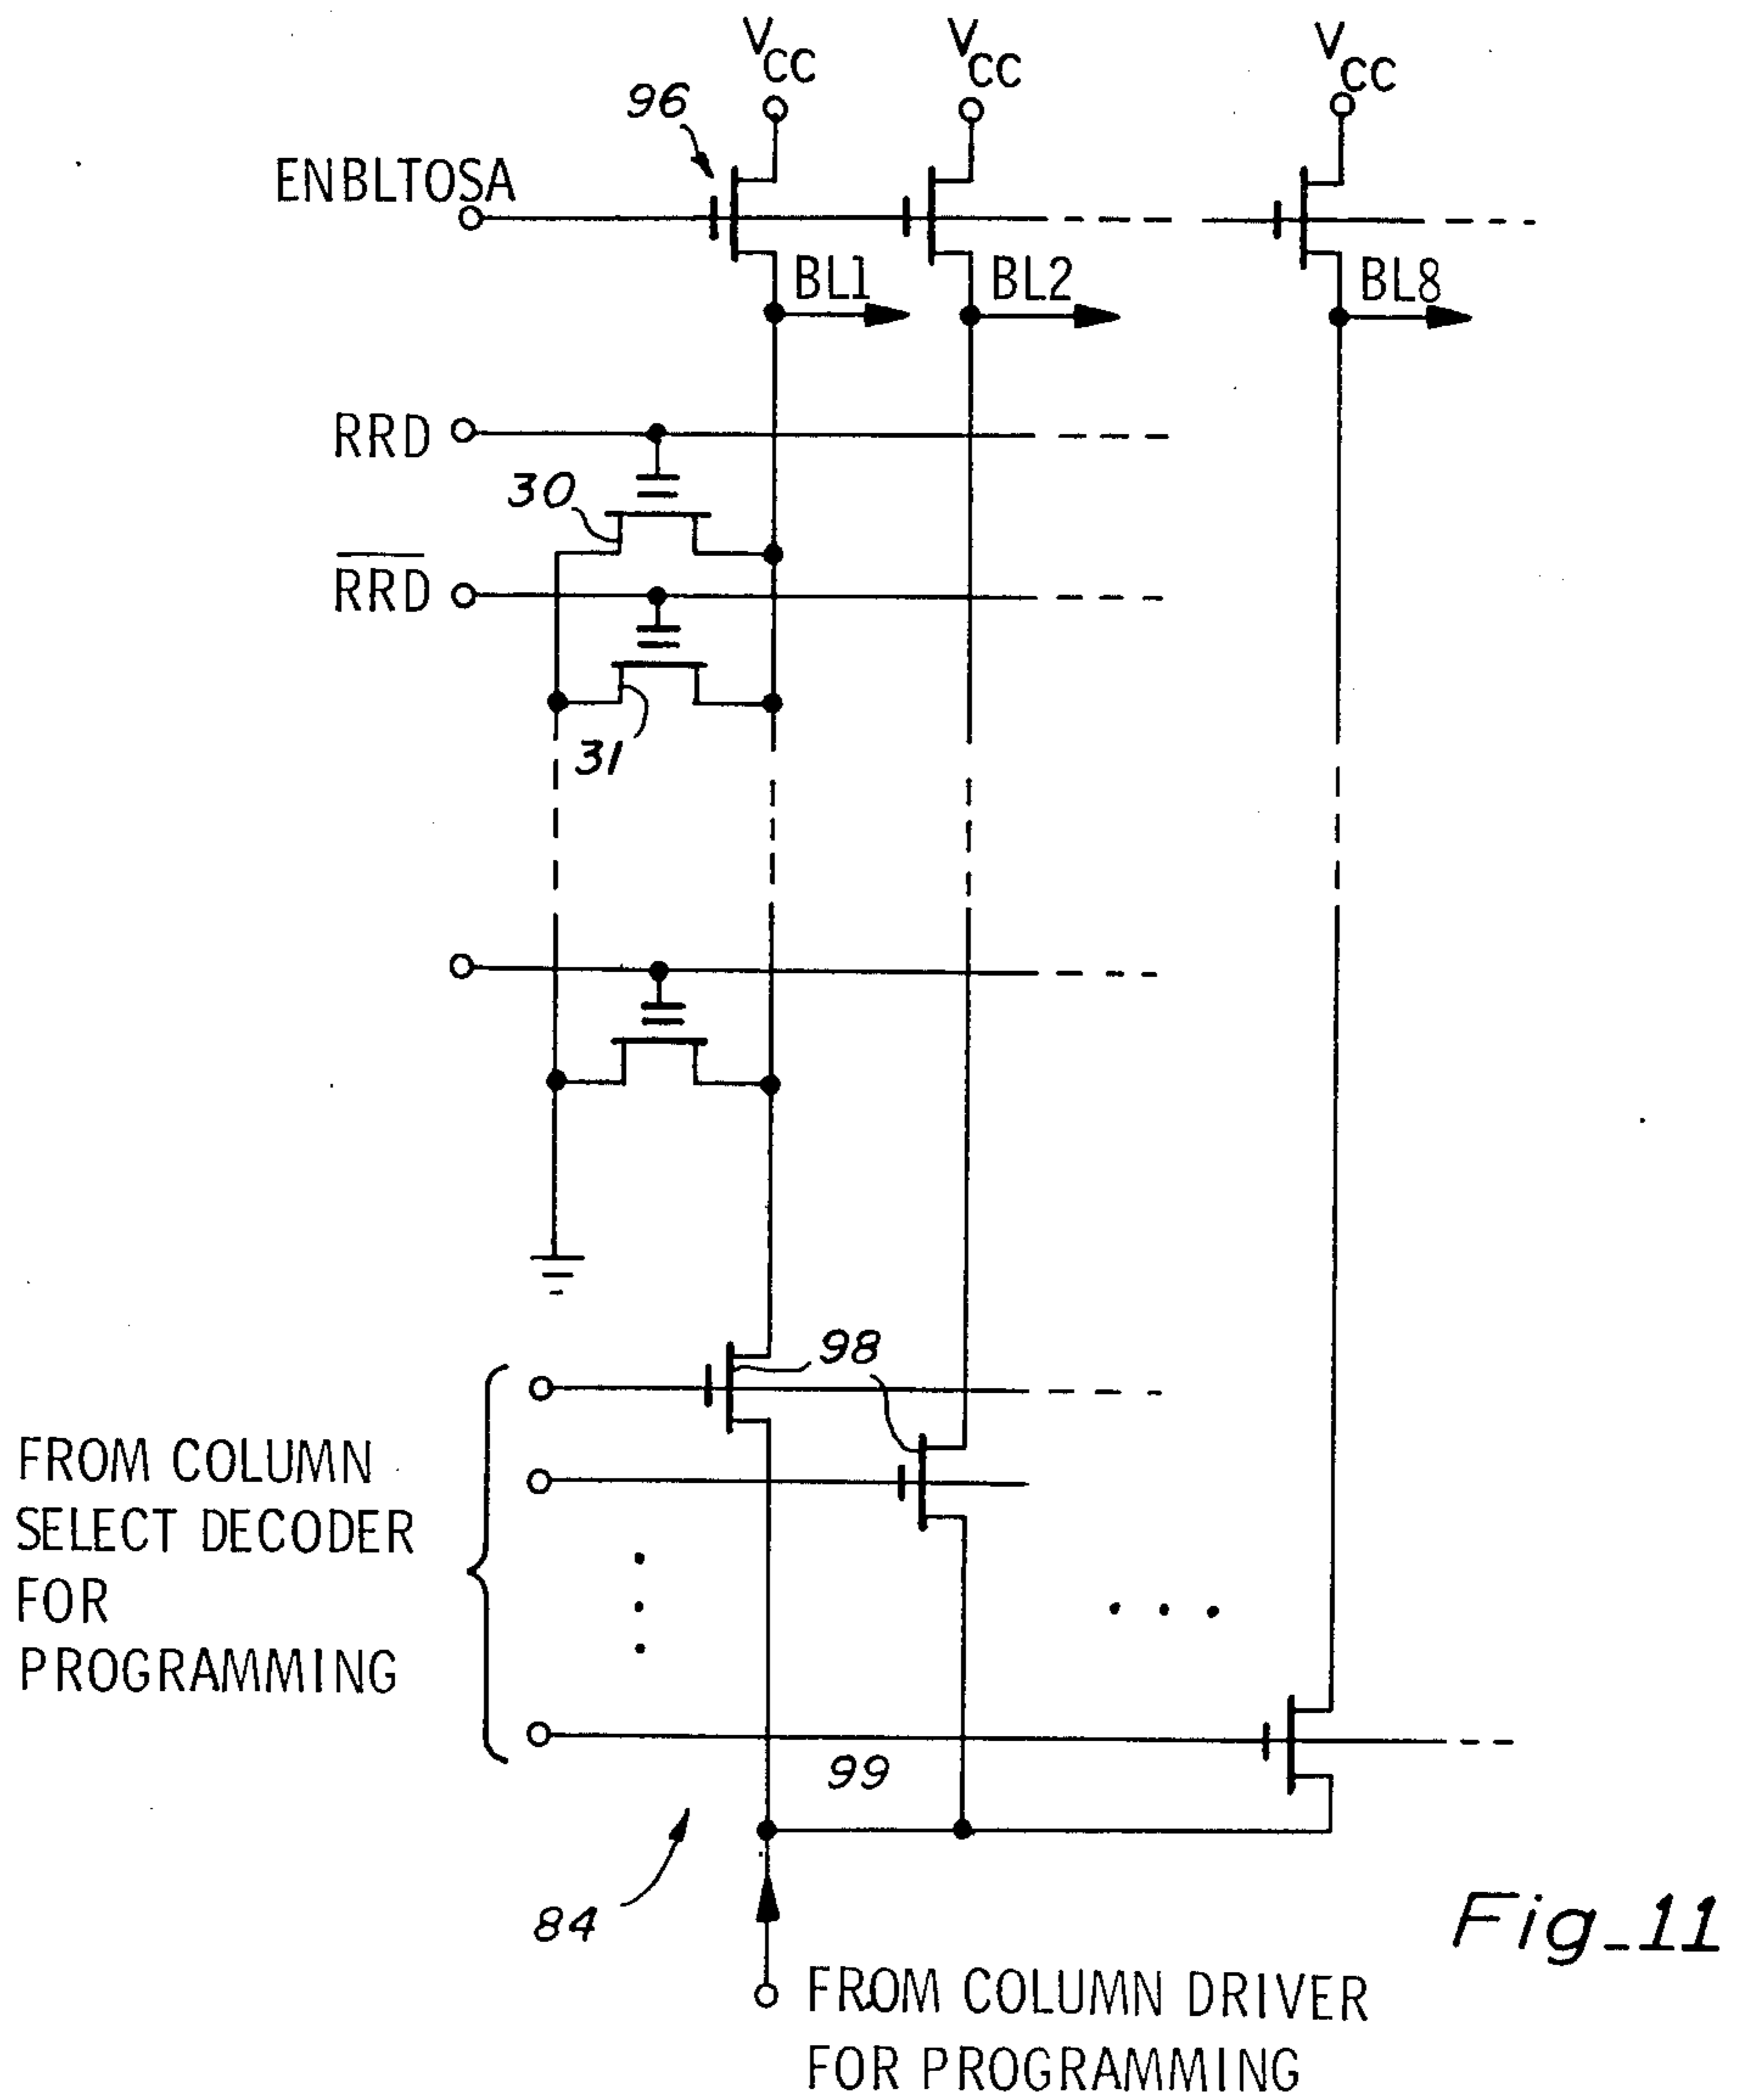 VCC VCC VCC
96
ENBLTOSA
BL1 BL2 BL8
RRD
30
R̅R̅D̅
31
98
FROM COLUMN
SELECT DECODER
FOR
PROGRAMMING
99
84
Fig_11
FROM COLUMN DRIVER
FOR PROGRAMMING